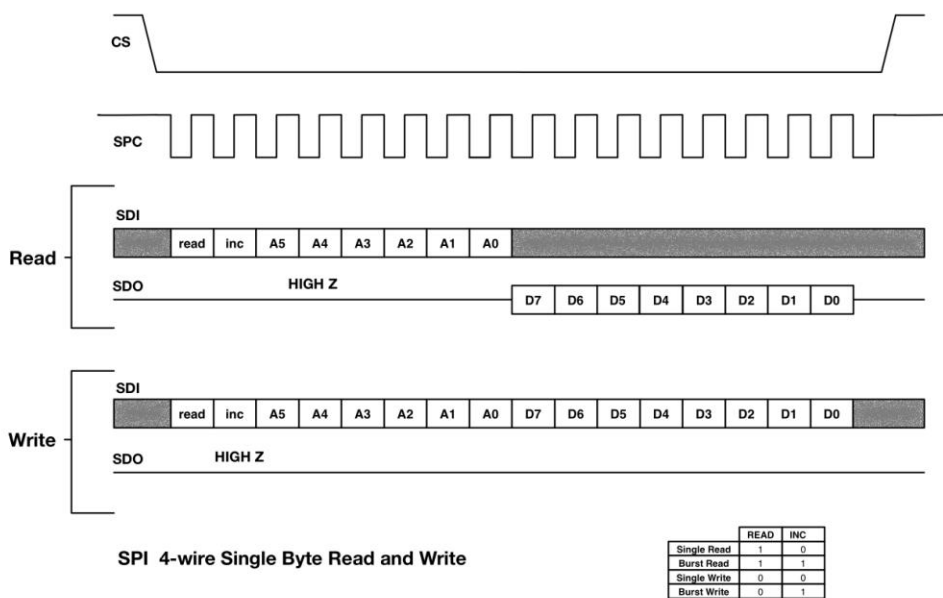 CS
SPC
Read
SDI
read inc A5 A4 A3 A2 A1 A0
SDO HIGH Z
D7 D6 D5 D4 D3 D2 D1 D0
Write
SDI
read inc A5 A4 A3 A2 A1 A0 D7 D6 D5 D4 D3 D2 D1 D0
SDO HIGH Z
SPI 4-wire Single Byte Read and Write
READ INC
Single Read 1 0
Burst Read 1 1
Single Write 0 0
Burst Write 0 1